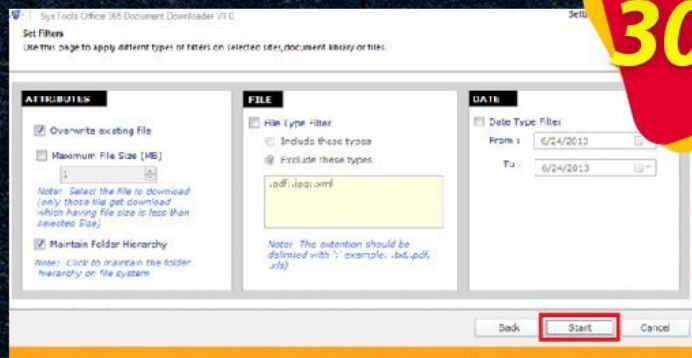 SysTools Office 365 Document Downloader V1.0
30
Set Filters
Use this page to apply differnt types of filters on selected sites,document library or files.
ATTRIBUTES
Overwrite existing file
Maximum File Size (MB)
1
Note: Select the file to download
(only those file get download
which having file size is less than
selected Size)
Maintain Folder Hierarchy
Note: Click to maintain the folder
hierarchy on file system
FILE
File Type Filter
Include these types
Exclude these types
.pdf;.jpg;.xml
Note: The extention should be
delimited with ';' example: .txt,.pdf,
.xls)
DATE
Date Type Filter
From :
6/24/2013
To :
6/24/2013
Back
Start
Cancel